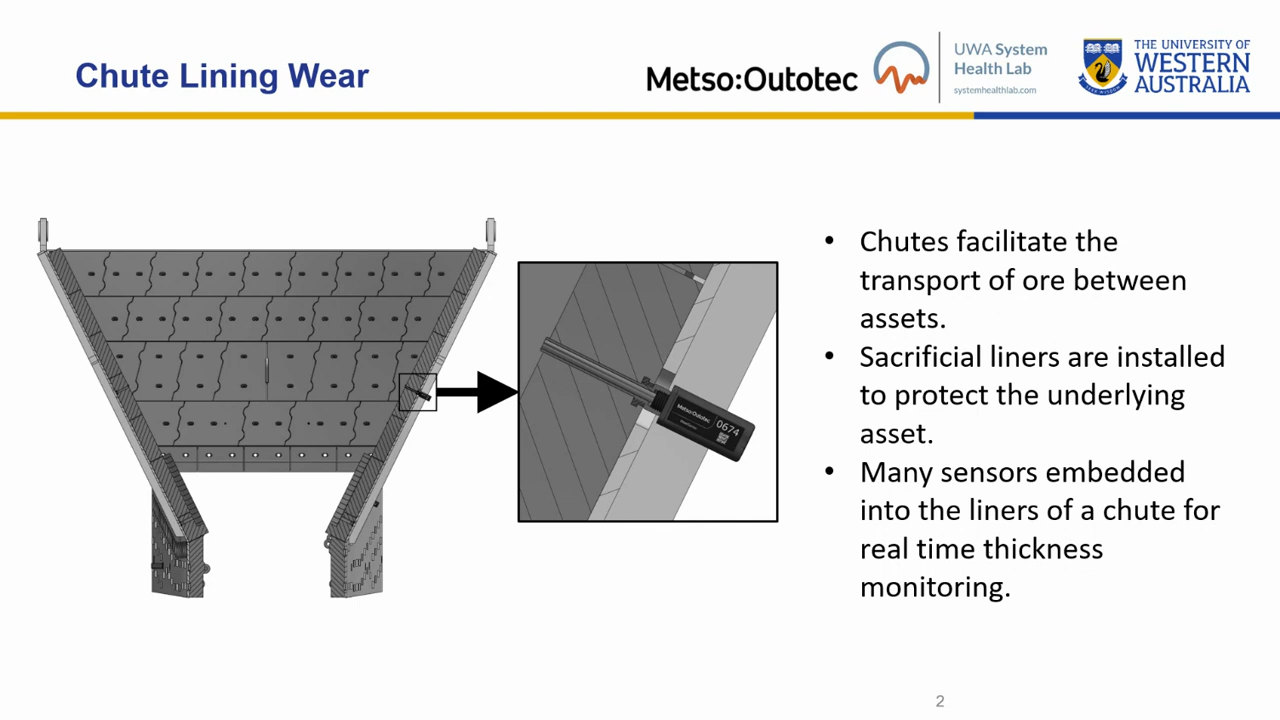 Chute Lining Wear
Metso:Outotec
UWA System
Health Lab
systemhealthlab.com
THE UNIVERSITY OF
WESTERN
AUSTRALIA
Metso:Outotec
0674
• Chutes facilitate the
transport of ore between
assets.
• Sacrificial liners are installed
to protect the underlying
asset.
• Many sensors embedded
into the liners of a chute for
real time thickness
monitoring.
2